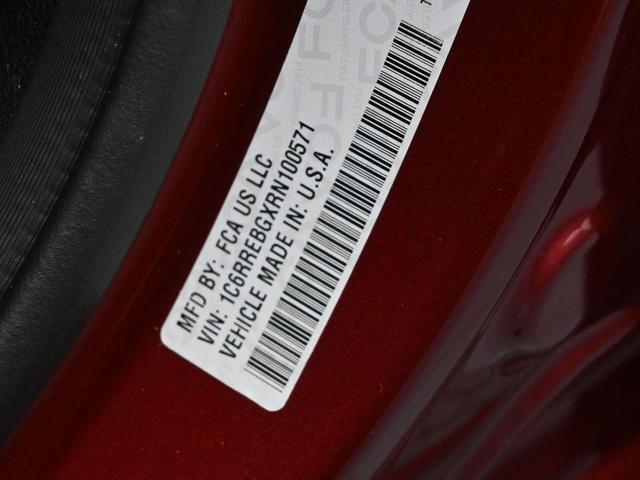 MFD BY: FCA US LLC
VIN: 1C6RREBGXRN100571
VEHICLE MADE IN: U.S.A.